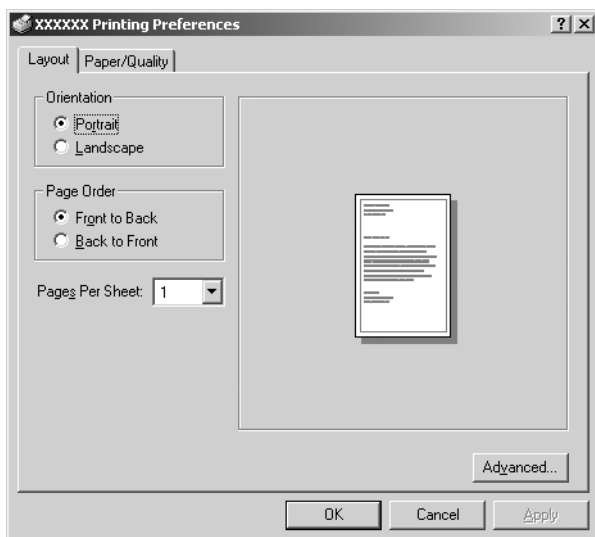 XXXXXX Printing Preferences
Layout
Paper/Quality
Orientation
Portrait
Landscape
Page Order
Front to Back
Back to Front
Pages Per Sheet: 1
Advanced...
OK
Cancel
Apply